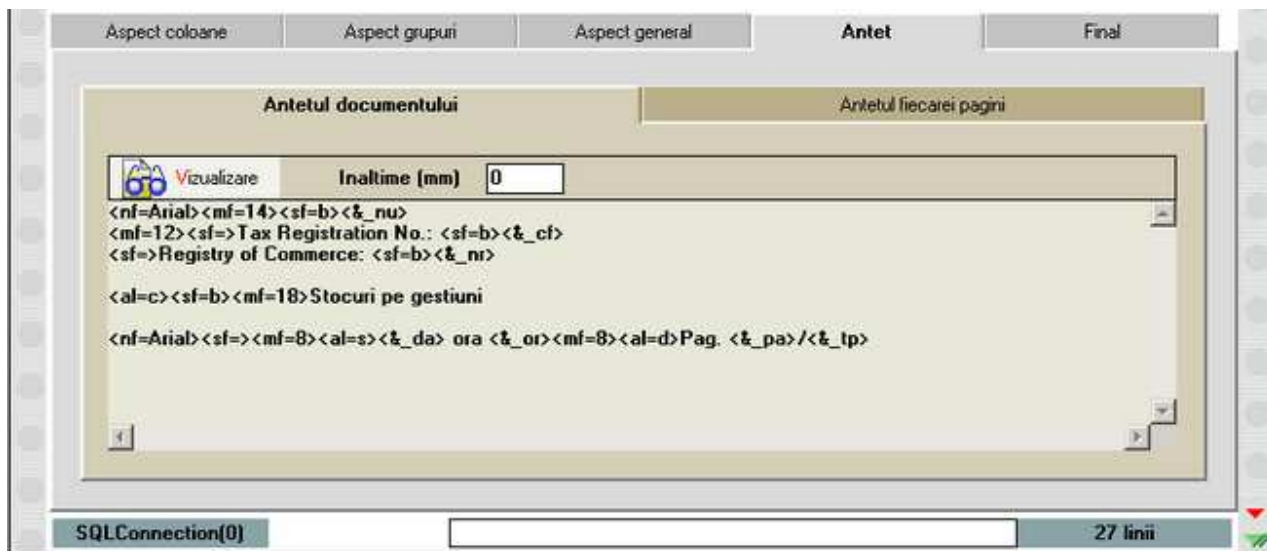 Aspect coloane Aspect grupuri Aspect general Antet Final
Antetul documentului Antetul fiecarei pagini
Vizualizare Inaltime (mm) 0
<nf=Arial><mf=14><sf=b><&_nu>
<mf=12><sf=>Tax Registration No.: <sf=b><&_cf>
<sf=>Registry of Commerce: <sf=b><&_nr>
<al=c><sf=b><mf=18>Stocuri pe gestiuni
<nf=Arial><sf=><mf=8><al=s><&_da> ora <&_or><mf=8><al=d>Pag. <&_pa>/<&_tp>
SQLConnection(0) 27 linii